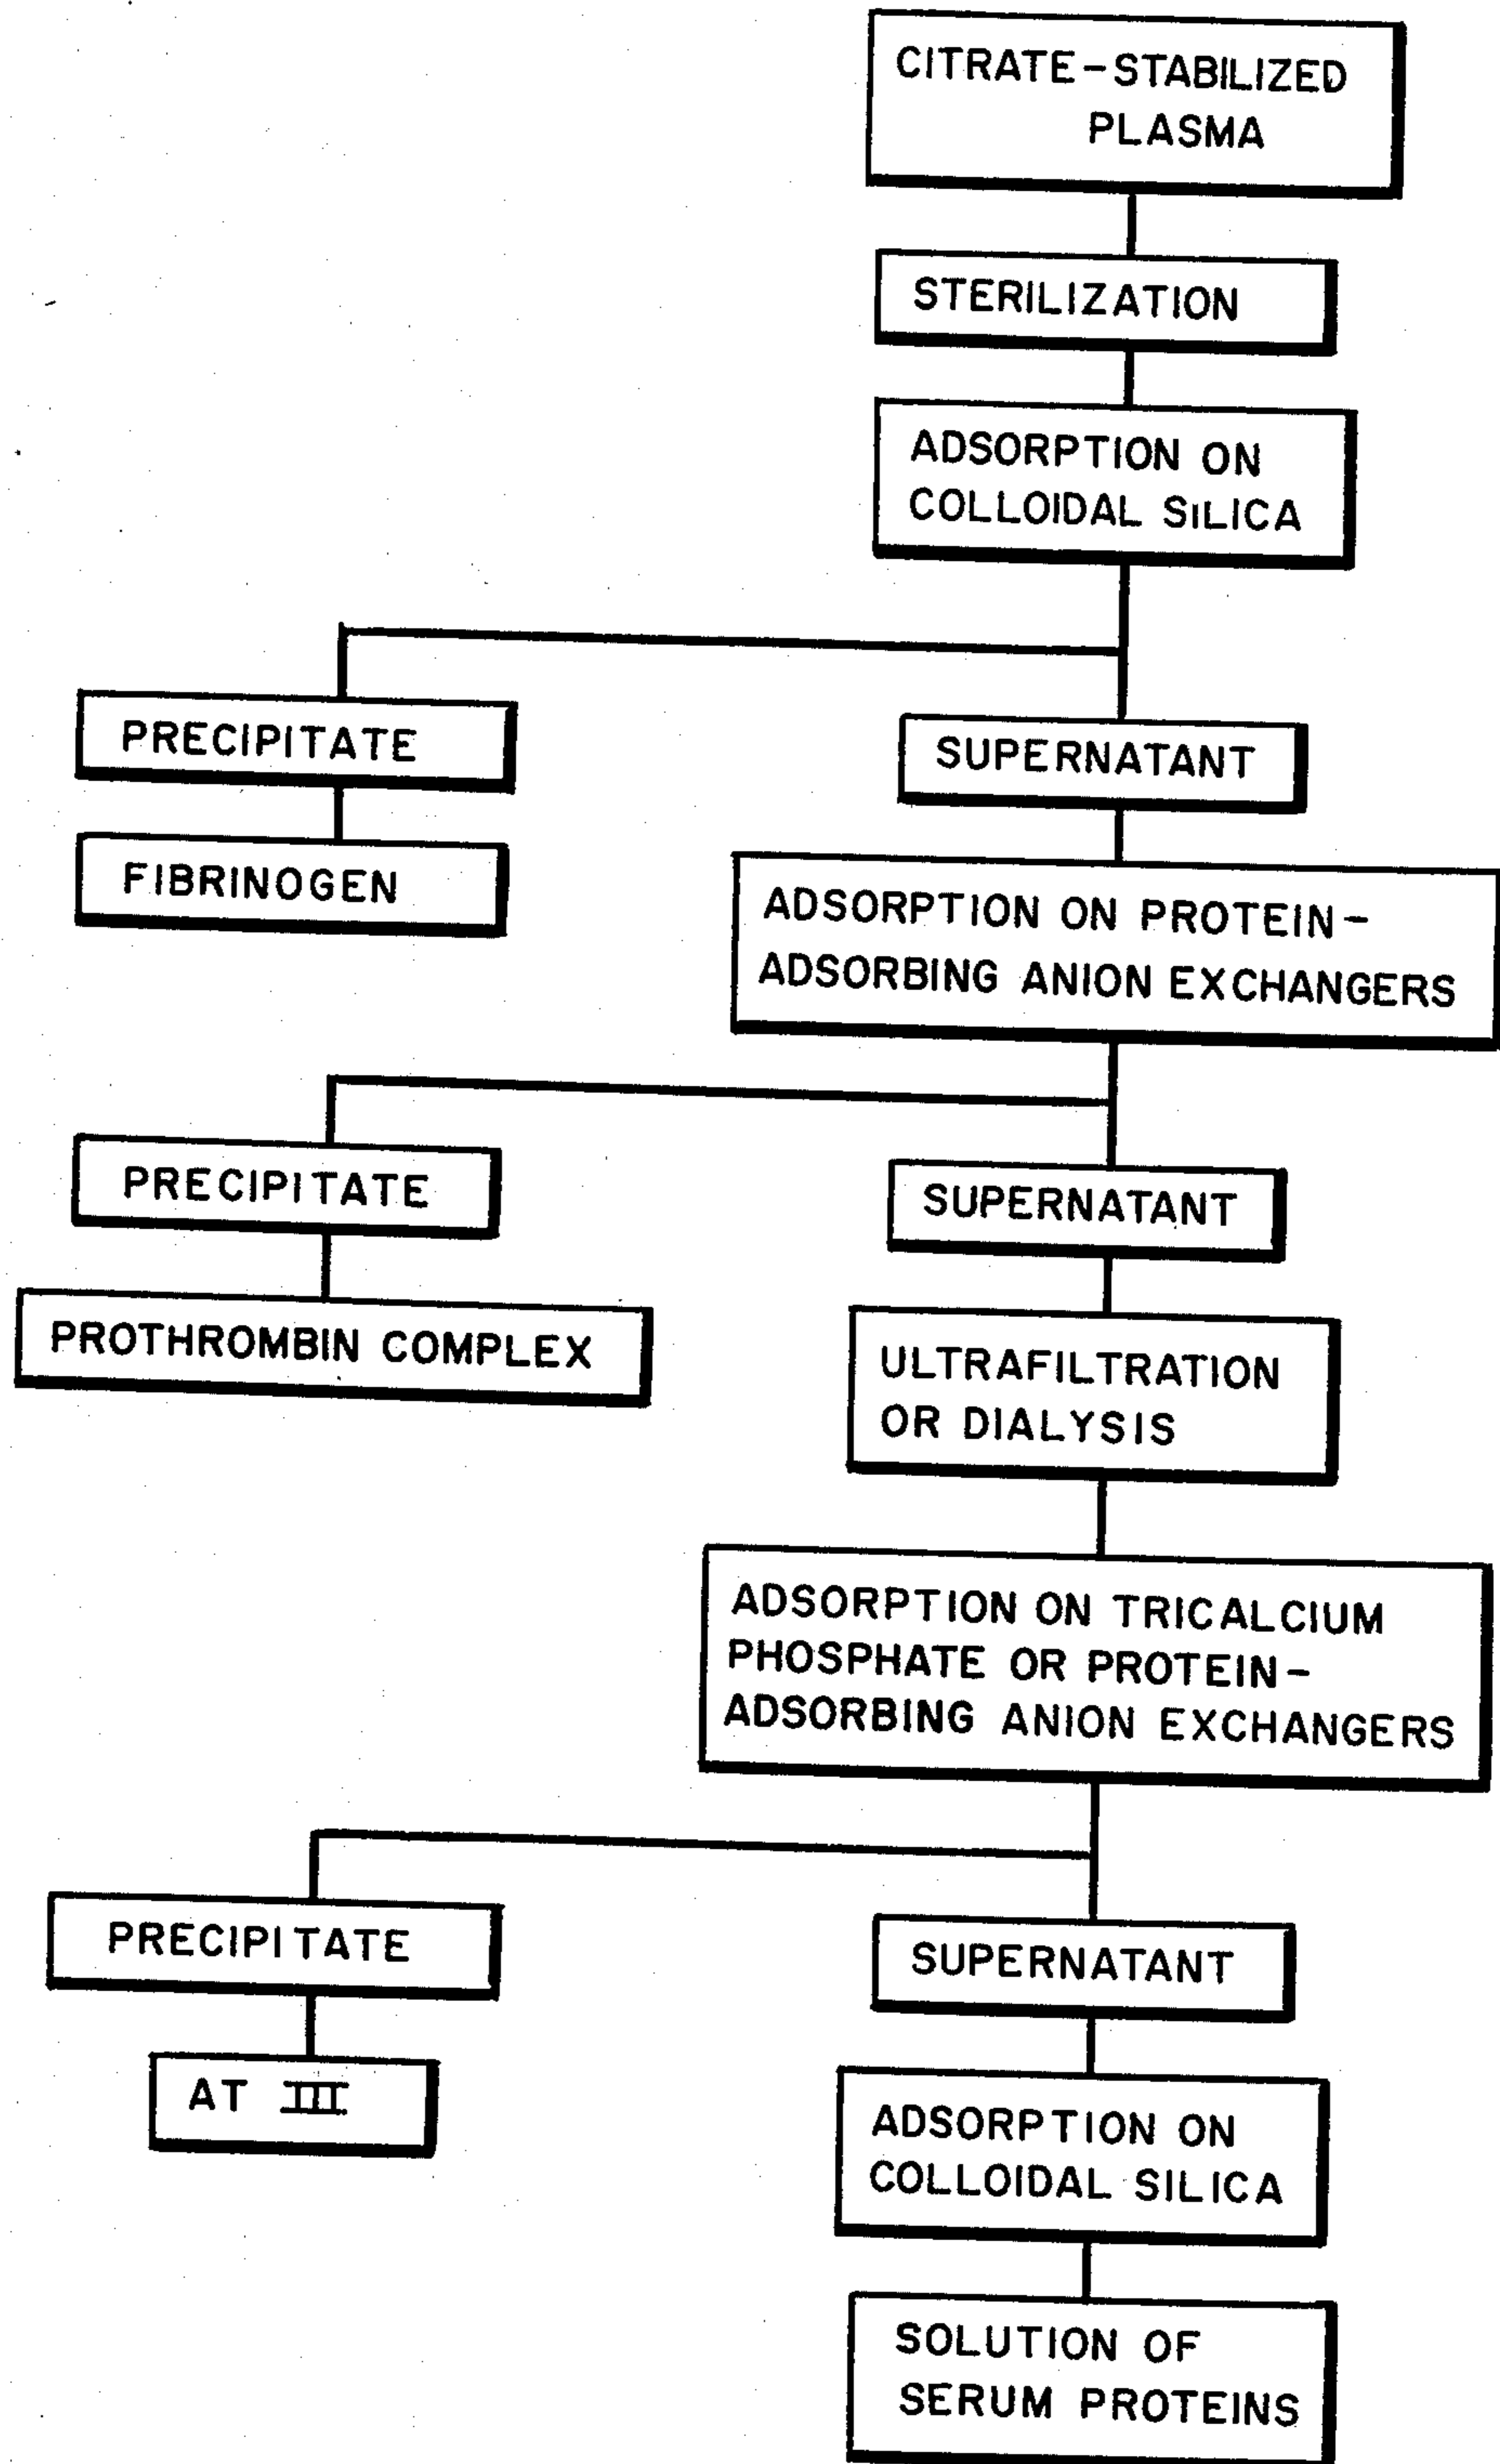 CITRATE-STABILIZED
PLASMA
STERILIZATION
ADSORPTION ON
COLLOIDAL SILICA
PRECIPITATE
SUPERNATANT
FIBRINOGEN
ADSORPTION ON PROTEIN-
ADSORBING ANION EXCHANGERS
PRECIPITATE
SUPERNATANT
PROTHROMBIN COMPLEX
ULTRAFILTRATION
OR DIALYSIS
ADSORPTION ON TRICALCIUM
PHOSPHATE OR PROTEIN-
ADSORBING ANION EXCHANGERS
PRECIPITATE
SUPERNATANT
AT III
ADSORPTION ON
COLLOIDAL SILICA
SOLUTION OF
SERUM PROTEINS